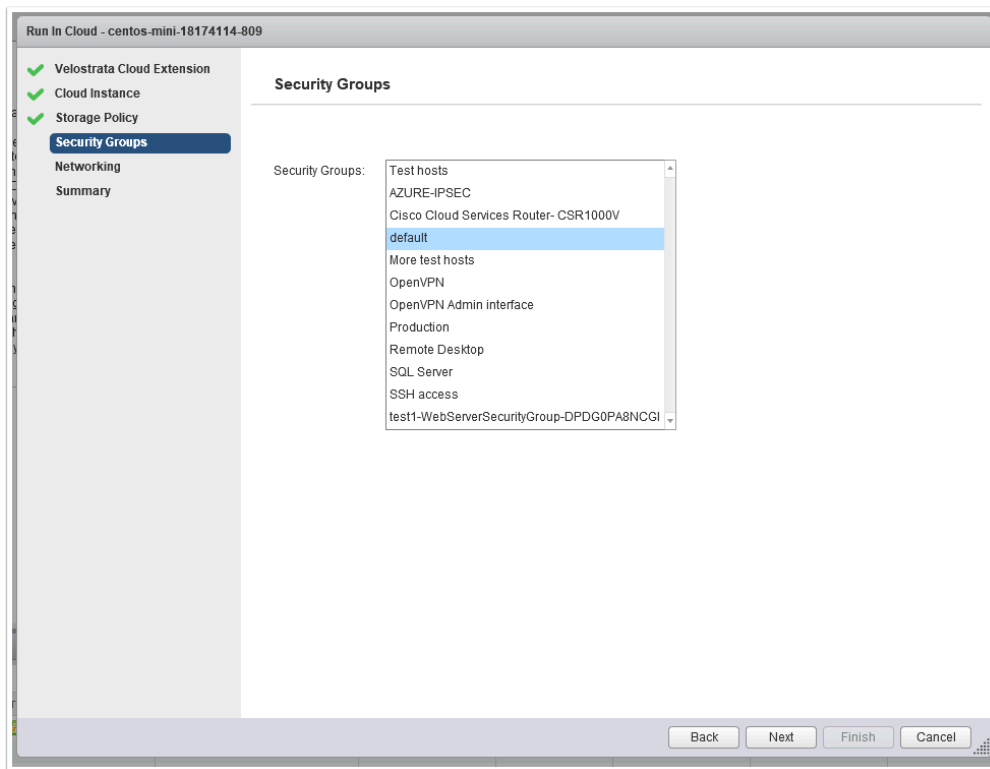 Run In Cloud - centos-mini-18174114-809
Velostrata Cloud Extension
Cloud Instance
Storage Policy
Security Groups
Networking
Summary
Security Groups
Security Groups:
Test hosts
AZURE-IPSEC
Cisco Cloud Services Router- CSR1000V
default
More test hosts
OpenVPN
OpenVPN Admin interface
Production
Remote Desktop
SQL Server
SSH access
test1-WebServerSecurityGroup-DPDG0PA8NCGI
Back Next Finish Cancel